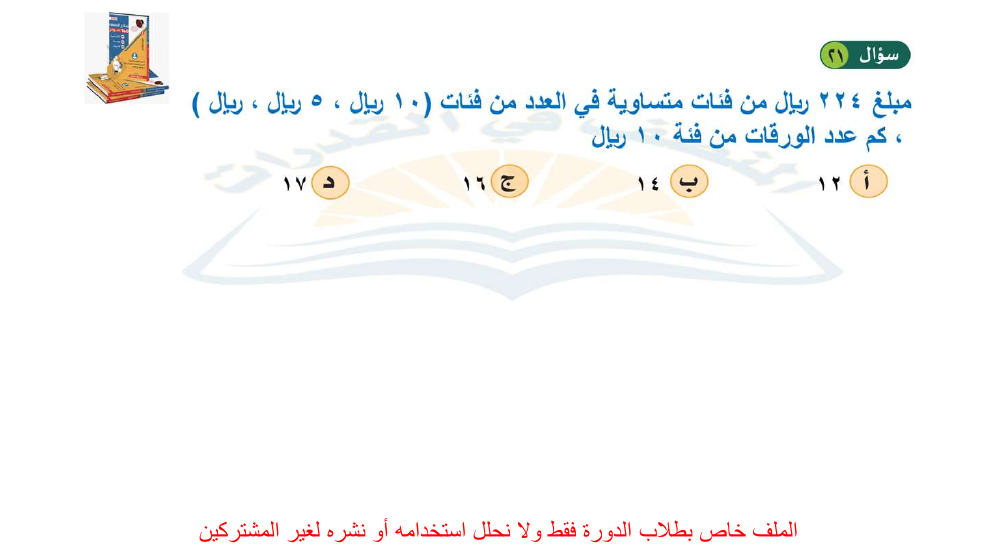 سؤال ٢١
مبلغ ٢٢٤ ريال من فئات متساوية في العدد من فئات (١٠ ريال ، ٥ ريال ، ريال )
، كم عدد الورقات من فئة ١٠ ريال
أ ١٢ ب ١٤ ج ١٦ د ١٧
الملف خاص بطلاب الدورة فقط ولا نحلل استخدامه أو نشره لغير المشتركين